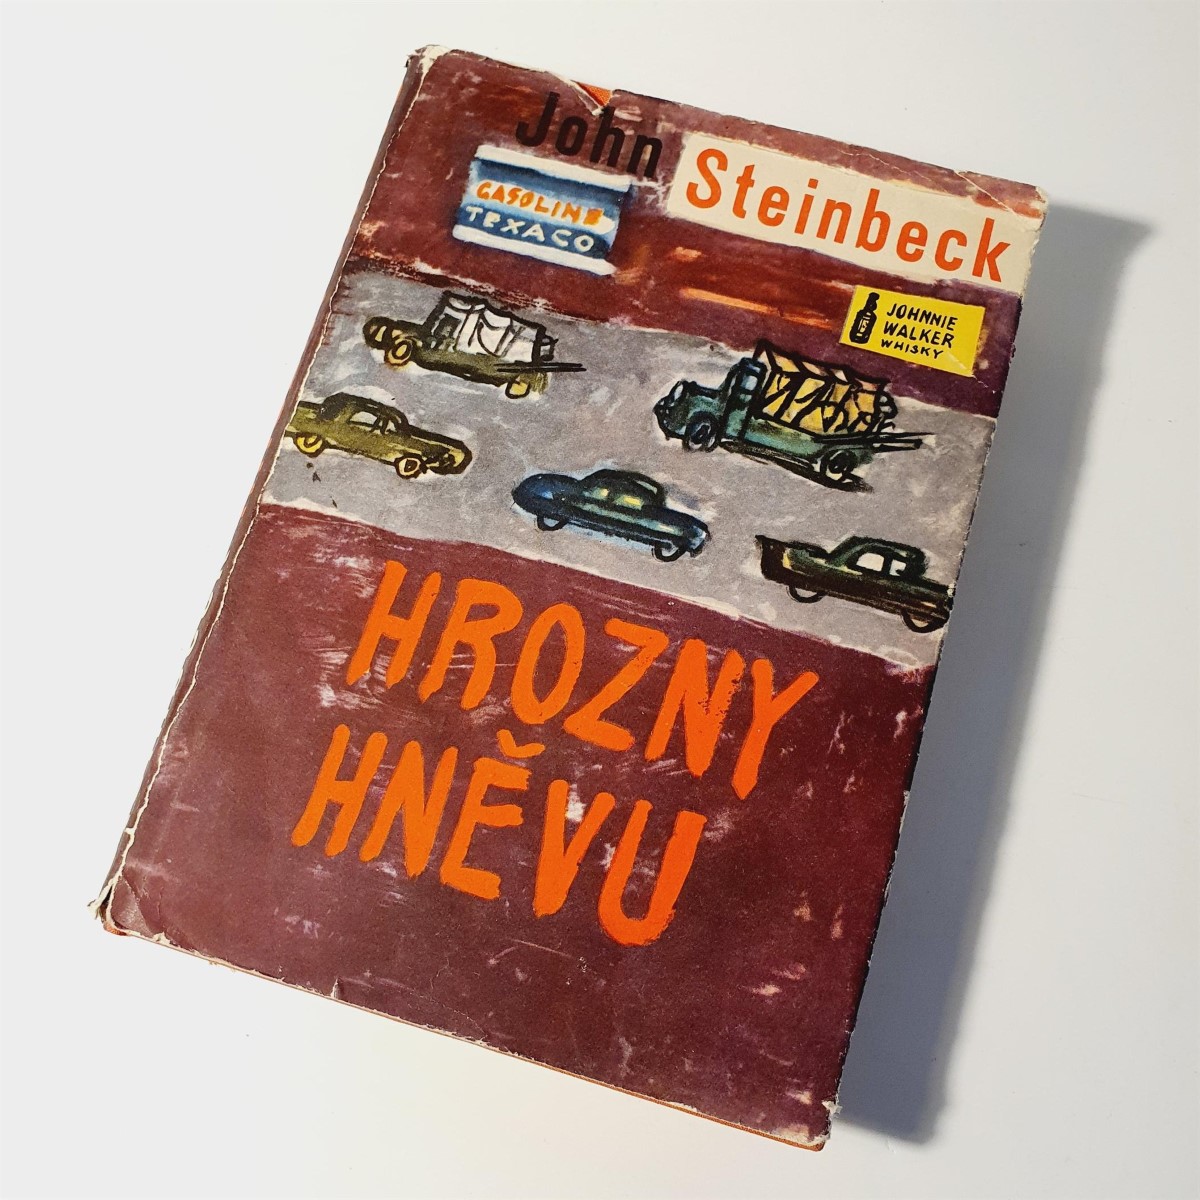 John Steinbeck
GASOLINE
TEXACO
JOHNNIE
WALKER
WHISKY
HROZNY
HNĚVU